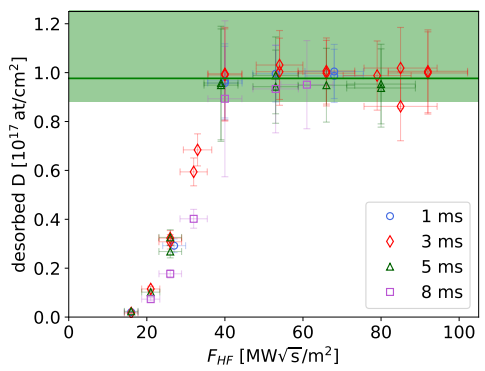 desorbed D [10¹⁷ at/cm²]
1.2
1.0
0.8
0.6
0.4
0.2
0.0
1 ms
3 ms
5 ms
8 ms
0 20 40 60 80 100
F_HF [MW√s/m²]